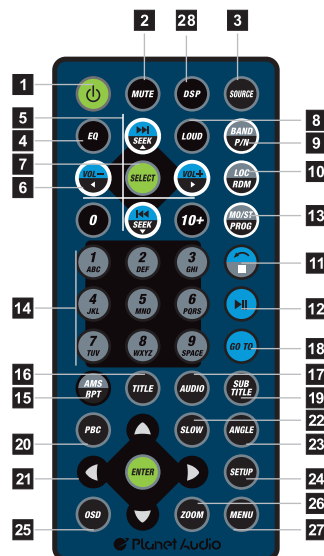 2 28 3
1 MUTE DSP SOURCE
5 8
4 EQ SEEK LOUD BAND P/N 9
7 VOL– SELECT VOL+ LOC RDM 10
6
0 SEEK 10+ MO/ST PROG 13
1 ABC 2 DEF 3 GHI 11
14 4 JKL 5 MNO 6 PQRS 12
7 TUV 8 WXYZ 9 SPACE GO TO 18
16 17
15 AMS RPT TITLE AUDIO SUB TITLE 19
20 PBC SLOW ANGLE 22
23
21 ENTER SETUP 24
25 OSD ZOOM MENU 26
27
Planet Audio